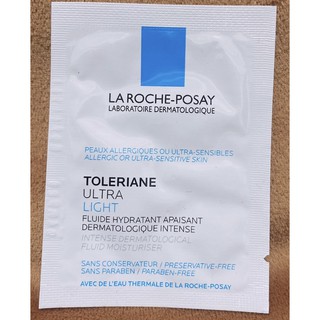 LA ROCHE-POSAY
LABORATOIRE DERMATOLOGIQUE
PEAUX ALLERGIQUES OU ULTRA-SENSIBLES
ALLERGIC OR ULTRA-SENSITIVE SKIN
TOLERIANE
ULTRA
LIGHT
FLUIDE HYDRATANT APAISANT
DERMATOLOGIQUE INTENSE
INTENSE DERMATOLOGICAL
FLUID MOISTURISER
SANS CONSERVATEUR / PRESERVATIVE-FREE
SANS PARABEN / PARABEN-FREE
AVEC DE L'EAU THERMALE DE LA ROCHE-POSAY